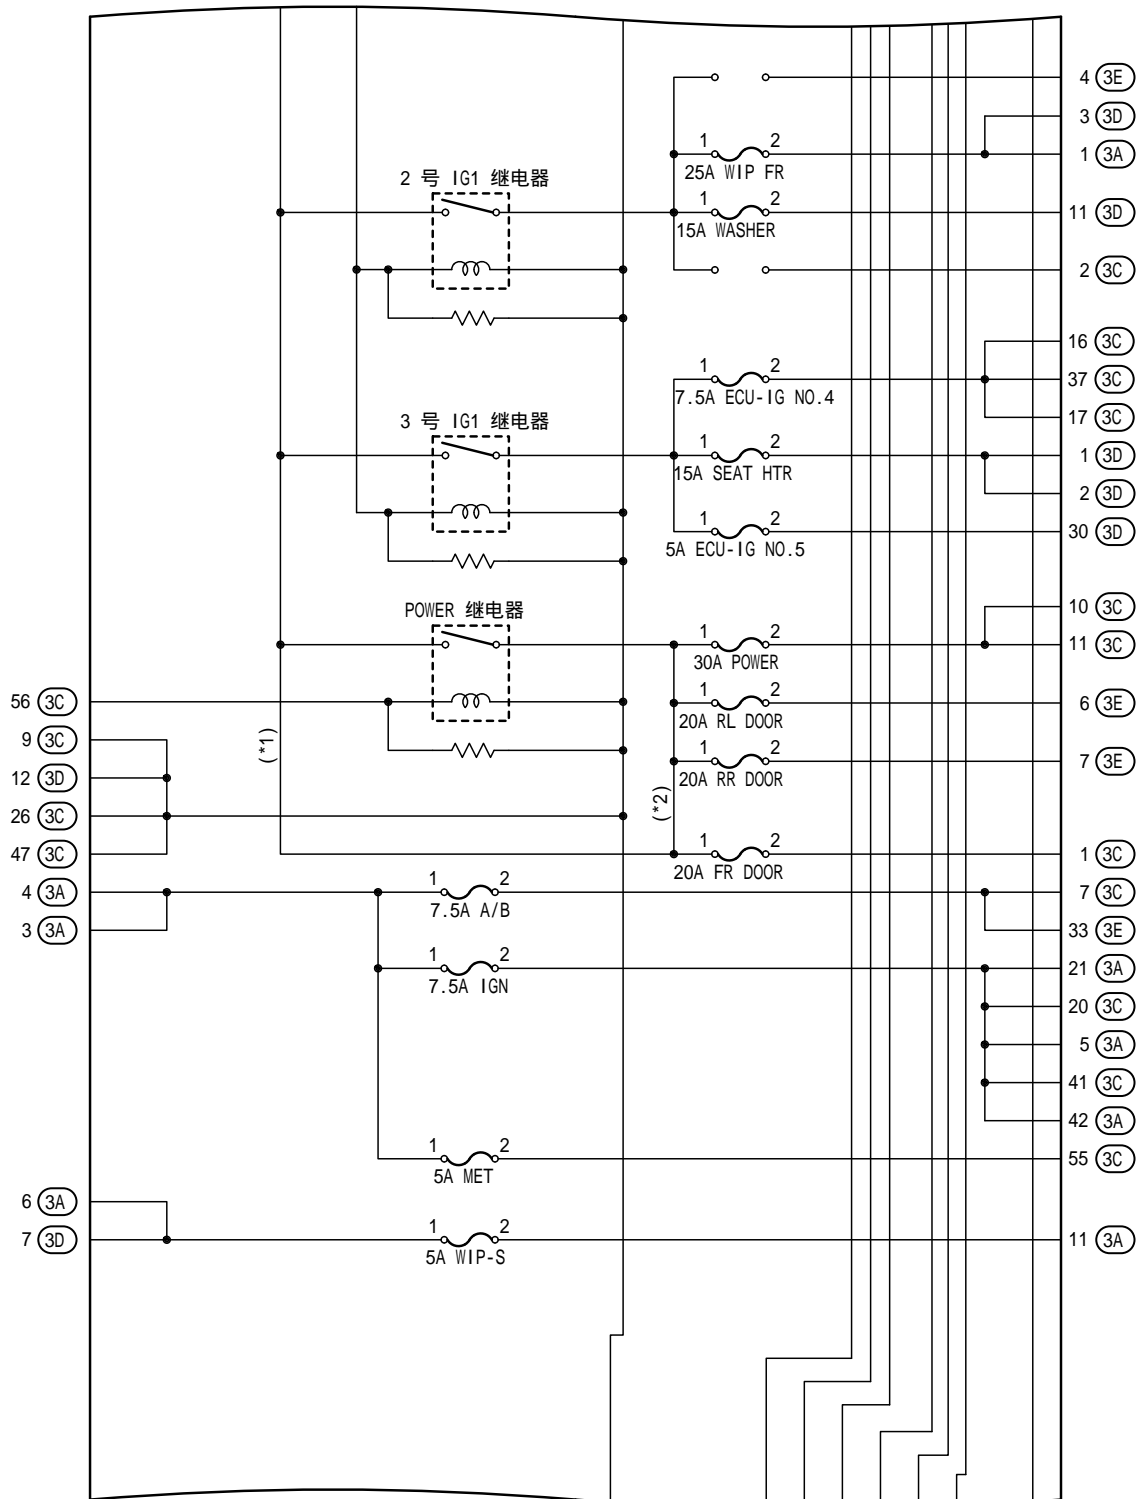 4 3E
3 3D
1 2
1 3A
25A WIP FR
2 号 IG1 继电器
1 2
11 3D
15A WASHER
2 3C
16 3C
1 2
37 3C
7.5A ECU-IG NO.4
17 3C
3 号 IG1 继电器
1 2
1 3D
15A SEAT HTR
2 3D
1 2
30 3D
5A ECU-IG NO.5
10 3C
POWER 继电器
1 2
11 3C
30A POWER
56 3C
1 2
6 3E
20A RL DOOR
9 3C
(*1)
1 2
7 3E
12 3D
20A RR DOOR
(*2)
26 3C
47 3C
1 2
1 3C
20A FR DOOR
4 3A
1 2
7 3C
7.5A A/B
3 3A
33 3E
1 2
21 3A
7.5A IGN
20 3C
5 3A
41 3C
42 3A
1 2
55 3C
5A MET
6 3A
7 3D
1 2
11 3A
5A WIP-S